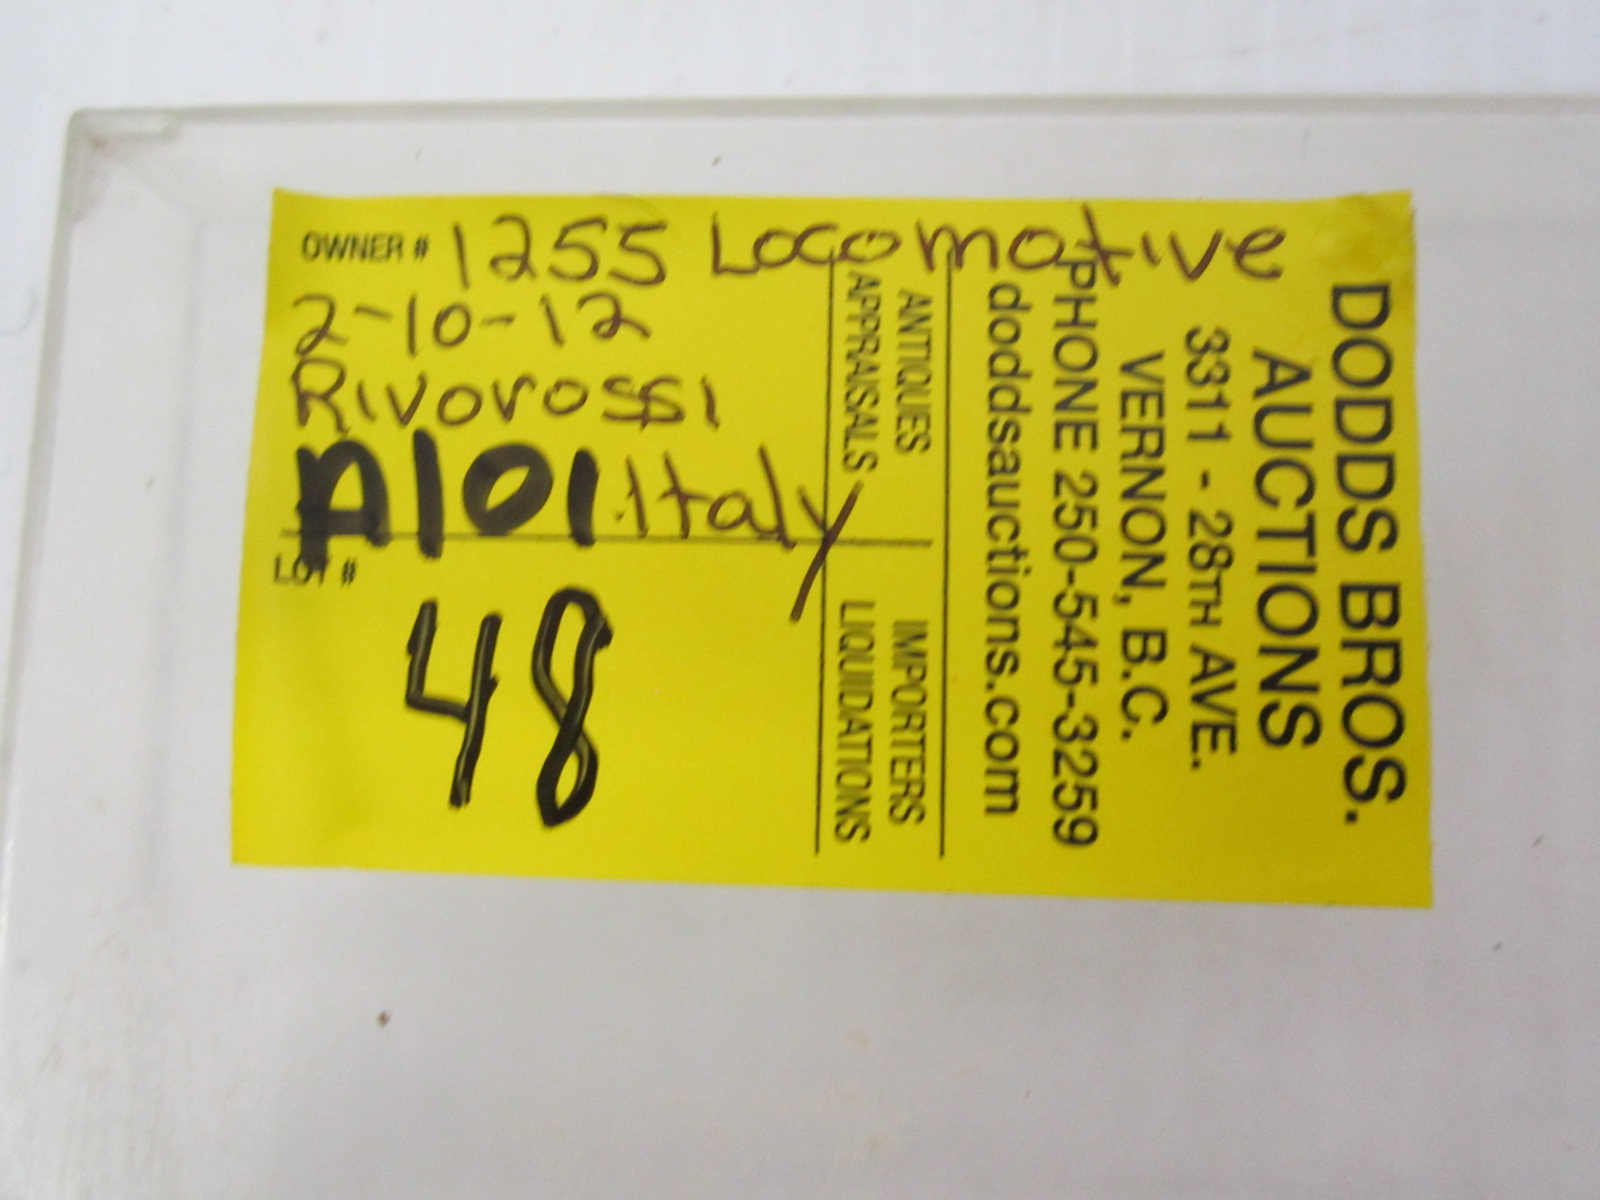 OWNER # 1255 Locomotive
2-10-12
Rivorossi
A101 Italy
LOT #
48
DODDS BROS.
AUCTIONS
3311 - 28TH AVE.
VERNON, B.C.
PHONE 250-545-3259
doddsauctions.com
ANTIQUES IMPORTERS
APPRAISALS LIQUIDATIONS